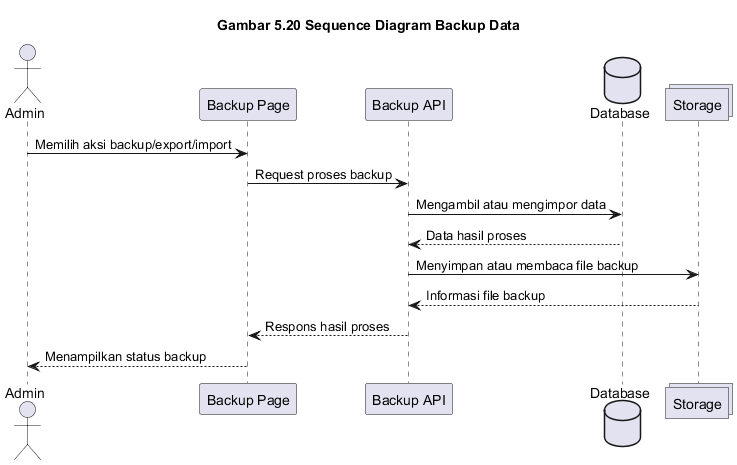 Gambar 5.20 Sequence Diagram Backup Data
Admin
Backup Page
Backup API
Database
Storage
Memilih aksi backup/export/import
Request proses backup
Mengambil atau mengimpor data
Data hasil proses
Menyimpan atau membaca file backup
Informasi file backup
Respons hasil proses
Menampilkan status backup
Admin
Backup Page
Backup API
Database
Storage